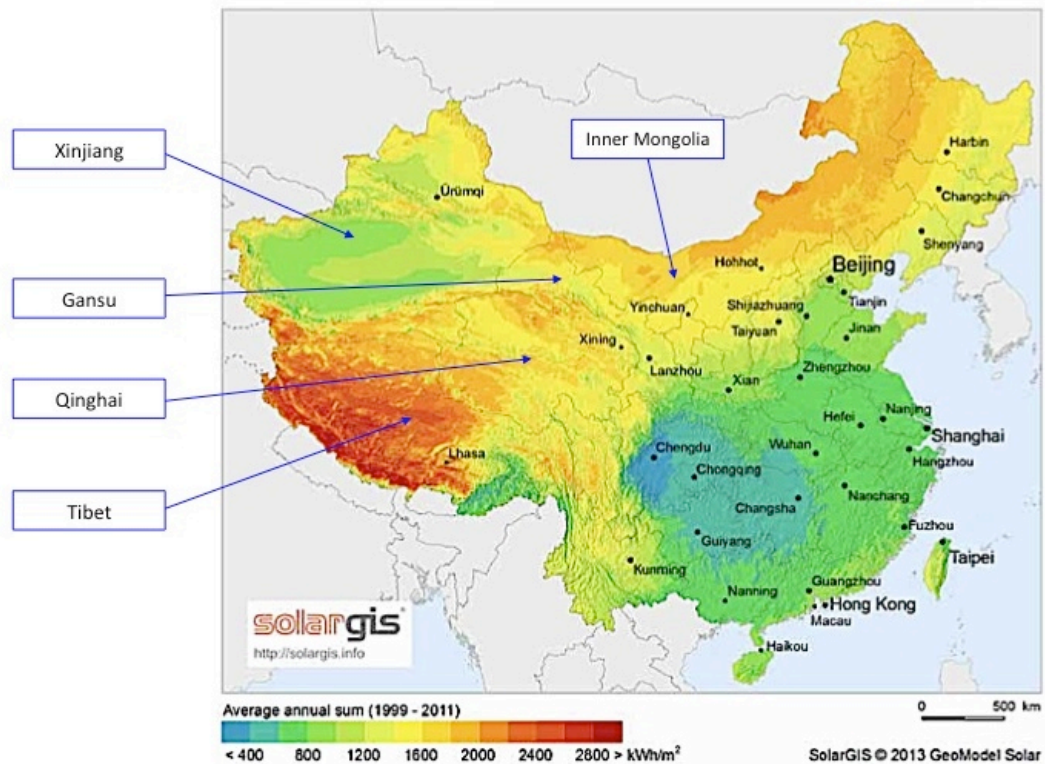 Xinjiang
Inner Mongolia
Gansu
Qinghai
Tibet
Harbin
Changchun
Ürümqi
Shenyang
Hohhot
Beijing
Tianjin
Yinchuan
Shijiazhuang
Taiyuan
Jinan
Xining
Lanzhou
Zhengzhou
Xian
Nanjing
Hefei
Shanghai
Lhasa
Chengdu
Wuhan
Hangzhou
Chongqing
Changsha
Nanchang
Fuzhou
Guiyang
Taipei
Kunming
Nanning
Guangzhou
Hong Kong
Macau
Haikou
solargis
http://solargis.info
Average annual sum (1999 - 2011)
< 400 800 1200 1600 2000 2400 2800 > kWh/m²
0 500 km
SolarGIS © 2013 GeoModel Solar